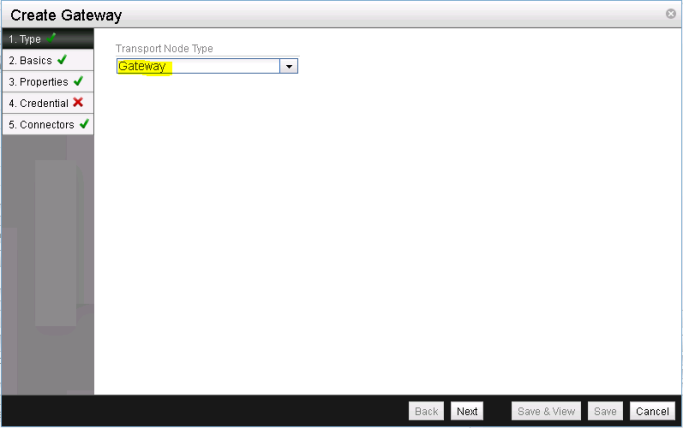 Create Gateway
1. Type
2. Basics
3. Properties
4. Credential
5. Connectors
Transport Node Type
Gateway
Back Next Save & View Save Cancel